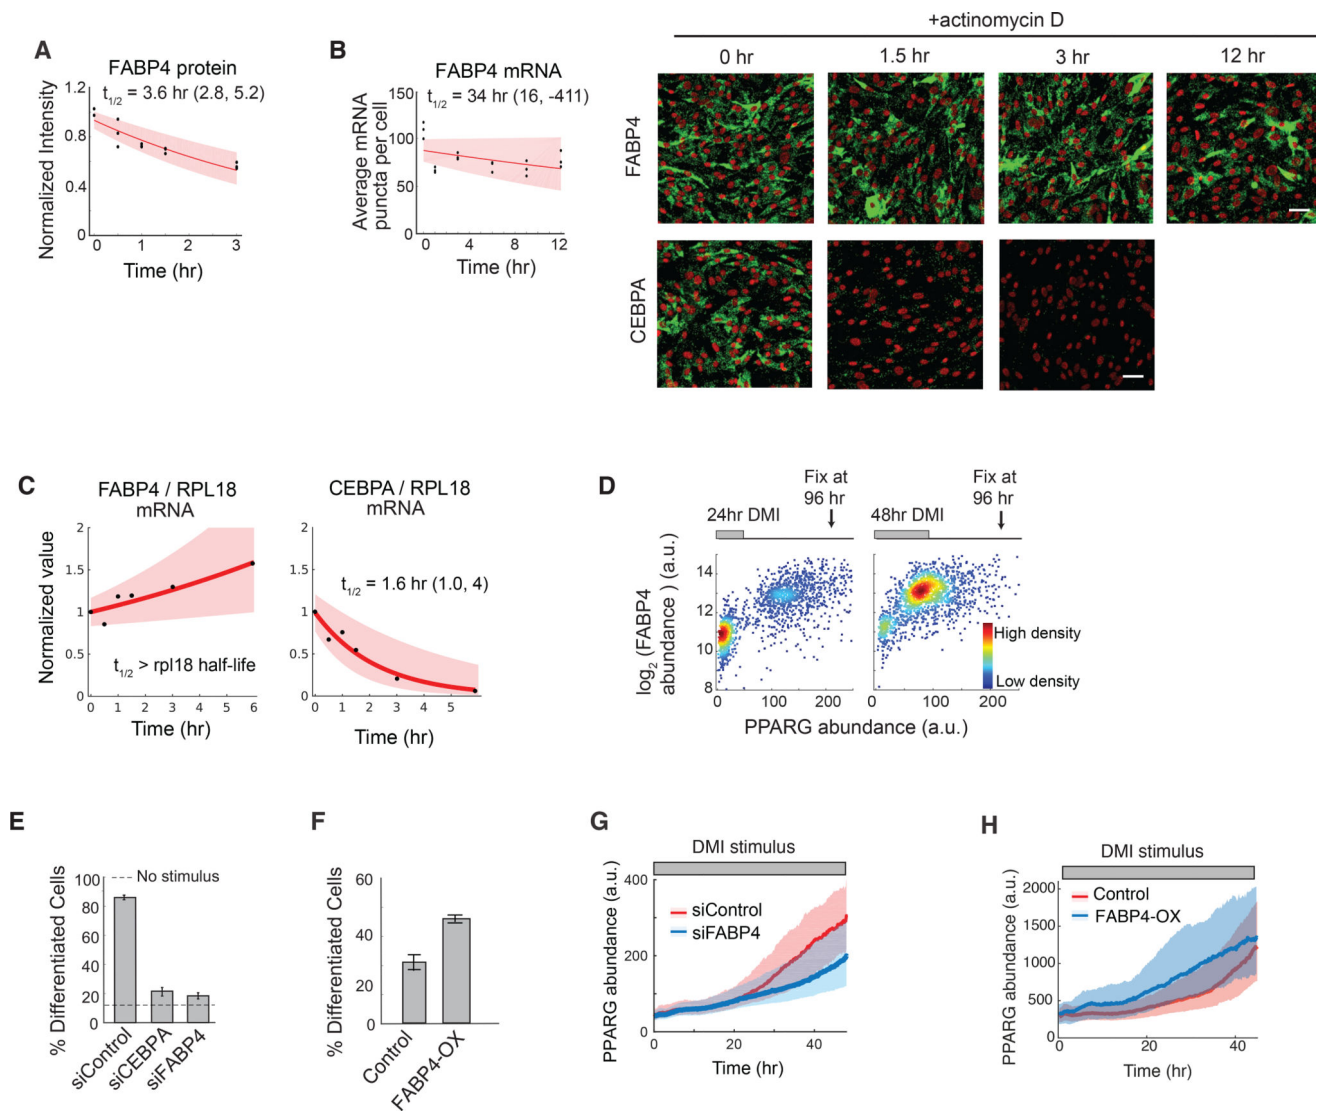 A
FABP4 protein
t1/2 = 3.6 hr (2.8, 5.2)
Normalized Intensity
1.2
0.8
0.4
0
0 1 2 3
Time (hr)
B
FABP4 mRNA
t1/2 = 34 hr (16, -411)
Average mRNA
puncta per cell
150
100
50
0
0 4 8 12
Time (hr)
+actinomycin D
0 hr 1.5 hr 3 hr 12 hr
FABP4
CEBPA
C
FABP4 / RPL18
mRNA
Normalized value
2
1.5
1
0.5
0
t1/2 > rpl18 half-life
0 1 2 3 4 5 6
Time (hr)
CEBPA / RPL18
mRNA
2
1.5
1
0.5
0
t1/2 = 1.6 hr (1.0, 4)
0 1 2 3 4 5
Time (hr)
D
Fix at
96 hr
24hr DMI
Fix at
96 hr
48hr DMI
log2 (FABP4
abundance ) (a.u.)
14
12
10
8
14
13
12
11
10
9
High density
Low density
0 100 200
0 100 200
PPARG abundance (a.u.)
E
% Differentiated Cells
100
80
60
40
20
0
No stimulus
siControl
siCEBPA
siFABP4
F
% Differentiated Cells
60
40
20
0
Control
FABP4-OX
G
DMI stimulus
PPARG abundance (a.u.)
400
200
0
siControl
siFABP4
0 20 40
Time (hr)
H
DMI stimulus
PPARG abundance (a.u.)
2000
1500
1000
500
0
Control
FABP4-OX
0 20 40
Time (hr)